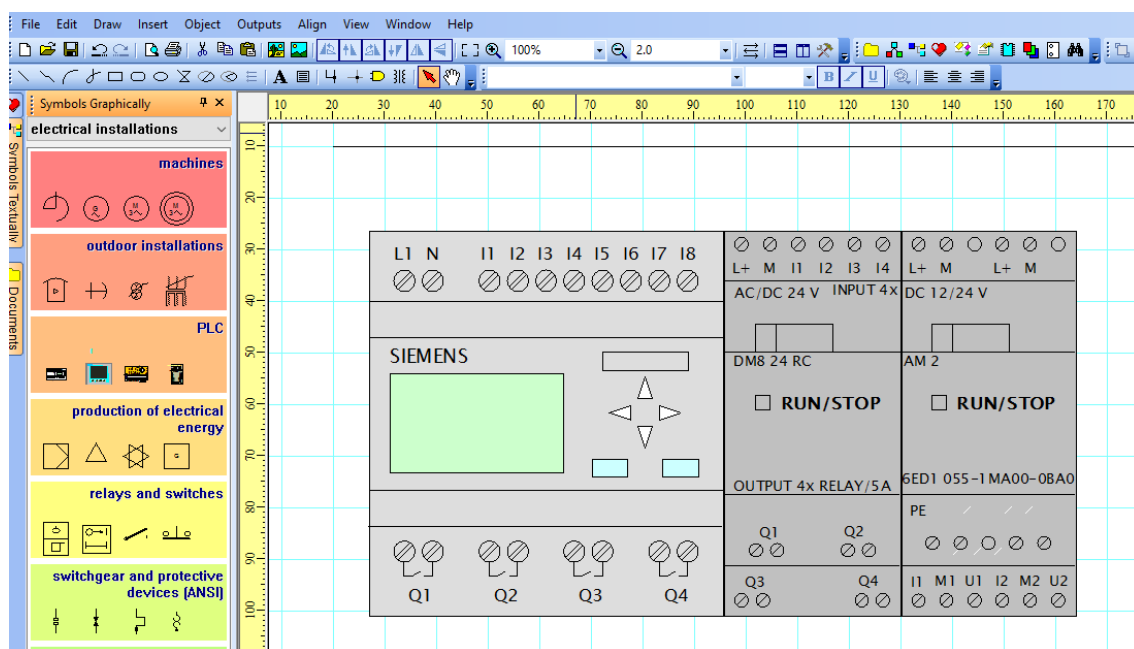 File Edit Draw Insert Object Outputs Align View Window Help
100% 2.0
A B I U
Symbols Graphically
10 20 30 40 50 60 70 80 90 100 110 120 130 140 150 160 170
electrical installations
Symbols Textually
Documents
machines
outdoor installations
PLC
production of electrical
energy
relays and switches
switchgear and protective
devices (ANSI)
10
20
30
40
50
60
70
80
90
100
L1 N I1 I2 I3 I4 I5 I6 I7 I8
SIEMENS
Q1 Q2 Q3 Q4
L+ M I1 I2 I3 I4
AC/DC 24 V INPUT 4x
DM8 24 RC
RUN/STOP
OUTPUT 4x RELAY/5A
Q1 Q2
Q3 Q4
L+ M L+ M
DC 12/24 V
AM 2
RUN/STOP
6ED1 055-1MA00-0BA0
PE
I1 M1 U1 I2 M2 U2